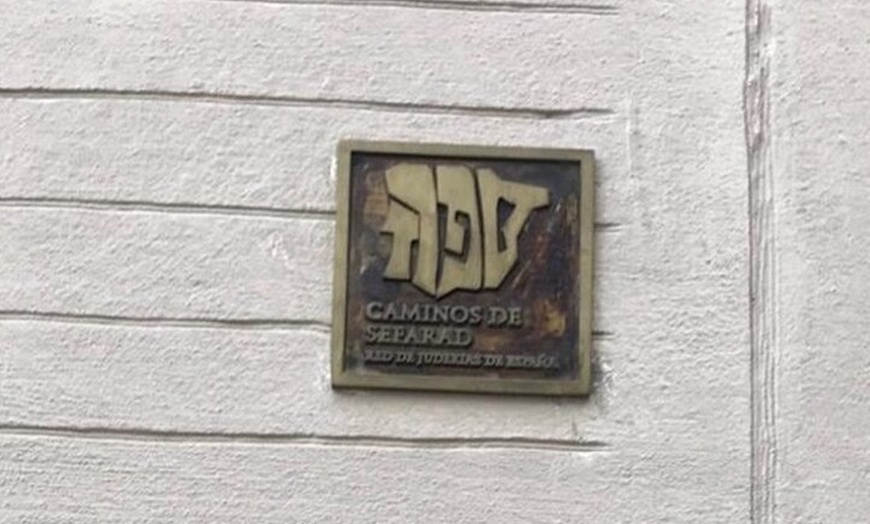 ספרד
CAMINOS DE
SEFARAD
RED DE JUDERÍAS DE ESPAÑA